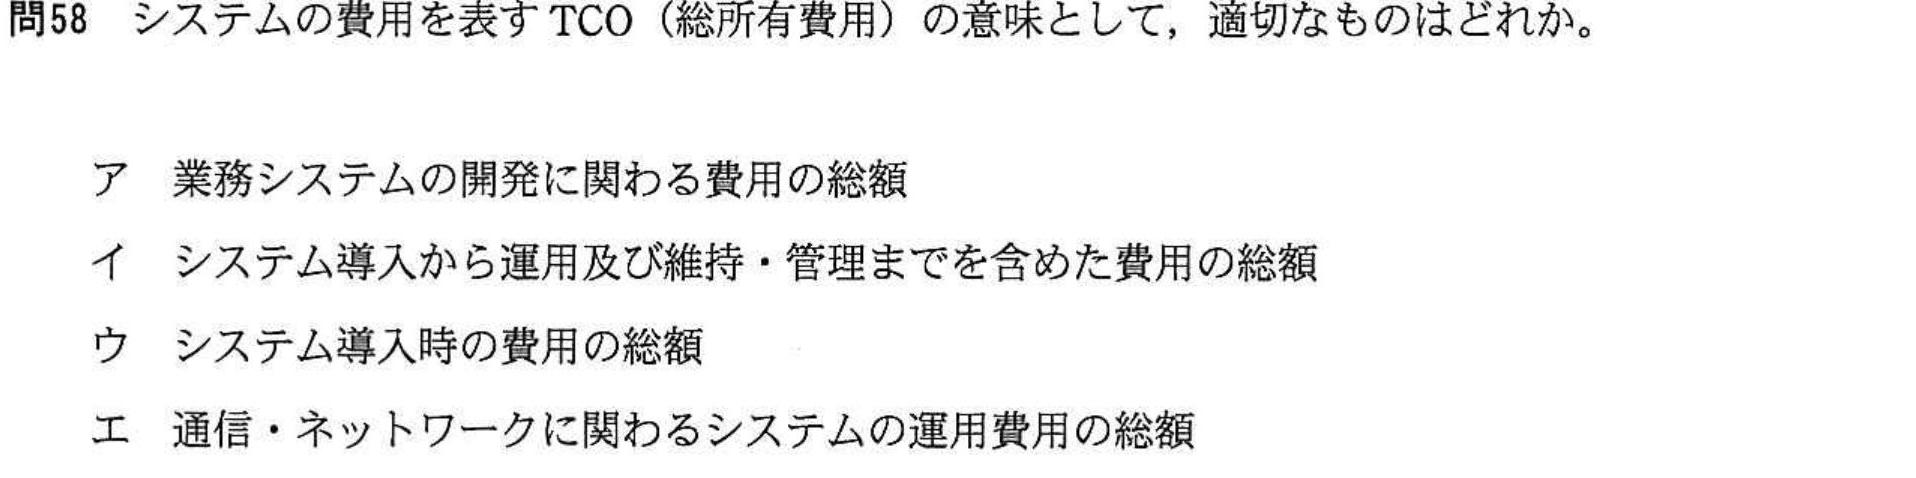 問58　システムの費用を表す TCO（総所有費用）の意味として，適切なものはどれか。
ア　業務システムの開発に関わる費用の総額
イ　システム導入から運用及び維持・管理までを含めた費用の総額
ウ　システム導入時の費用の総額
エ　通信・ネットワークに関わるシステムの運用費用の総額